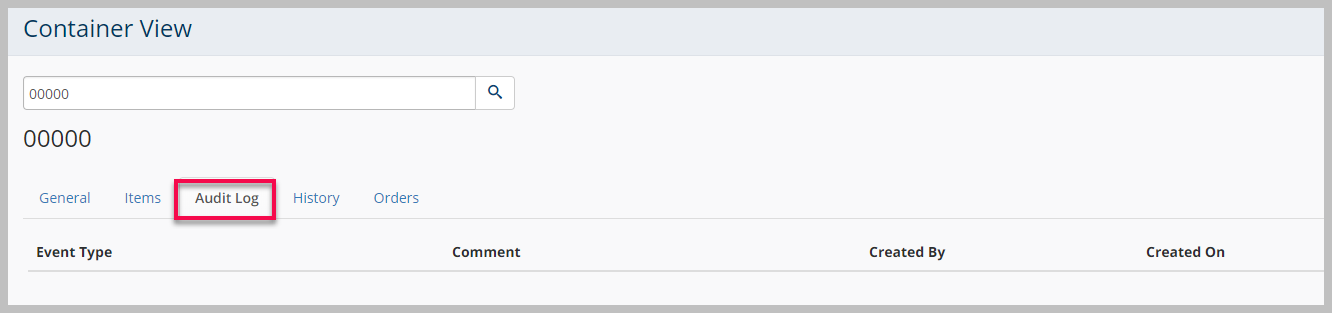 Container View
00000
00000
General Items Audit Log History Orders
Event Type Comment Created By Created On